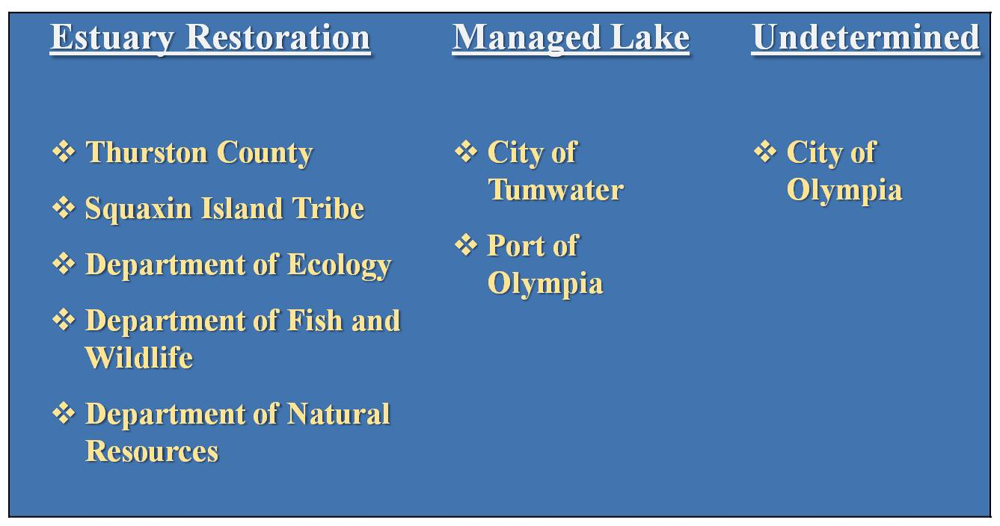 Estuary Restoration
Thurston County
Squaxin Island Tribe
Department of Ecology
Department of Fish and
Wildlife
Department of Natural
Resources
Managed Lake
City of
Tumwater
Port of
Olympia
Undetermined
City of
Olympia